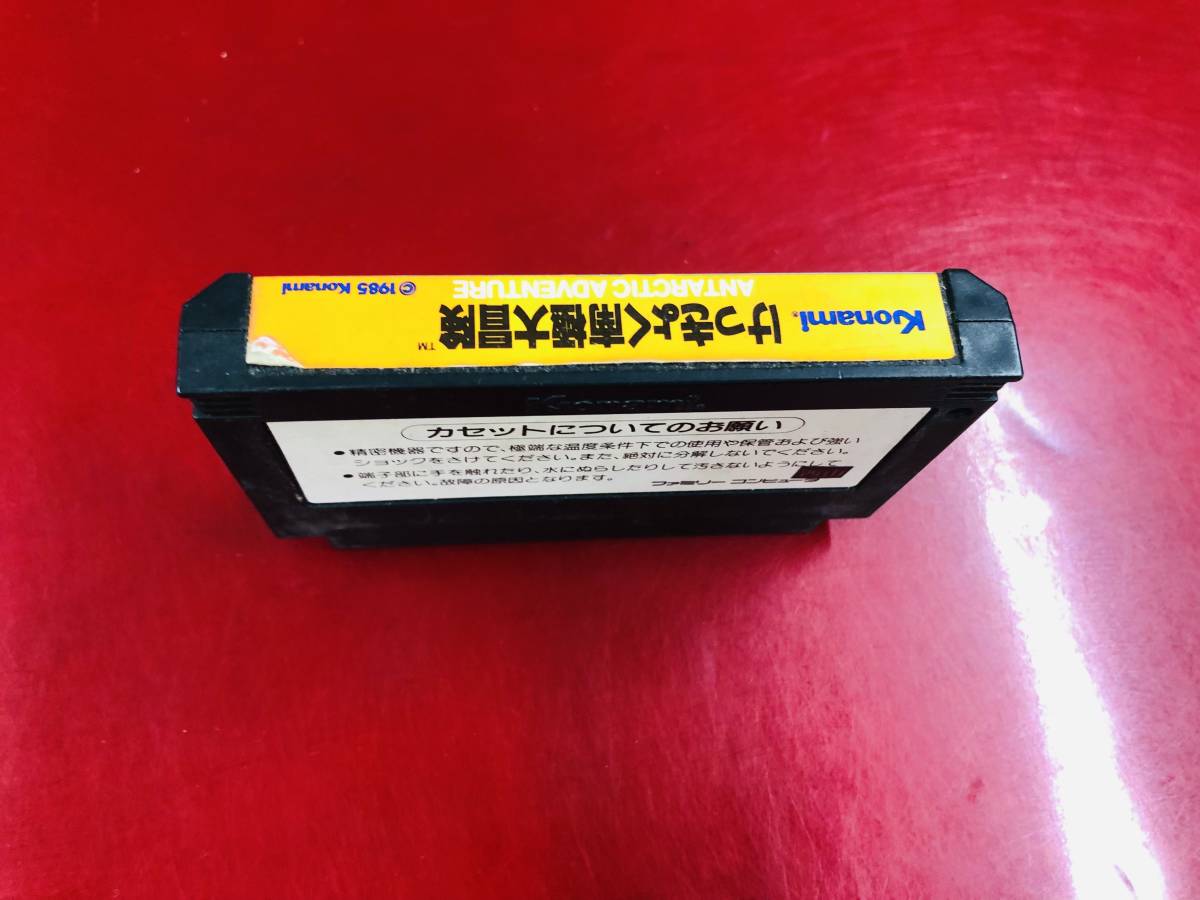 Konami®
けっきょく南極大冒険™
ANTARCTIC ADVENTURE
© 1985 Konami
Konami
カセットについてのお願い
●精密機器ですので、極端な温度条件下での使用や保管および強い
ショックをさけてください。また、絶対に分解しないでください。
●端子部に手を触れたり、水にぬらしたりして汚さないようにして
ください。故障の原因となります。
ファミリー コンピュータ